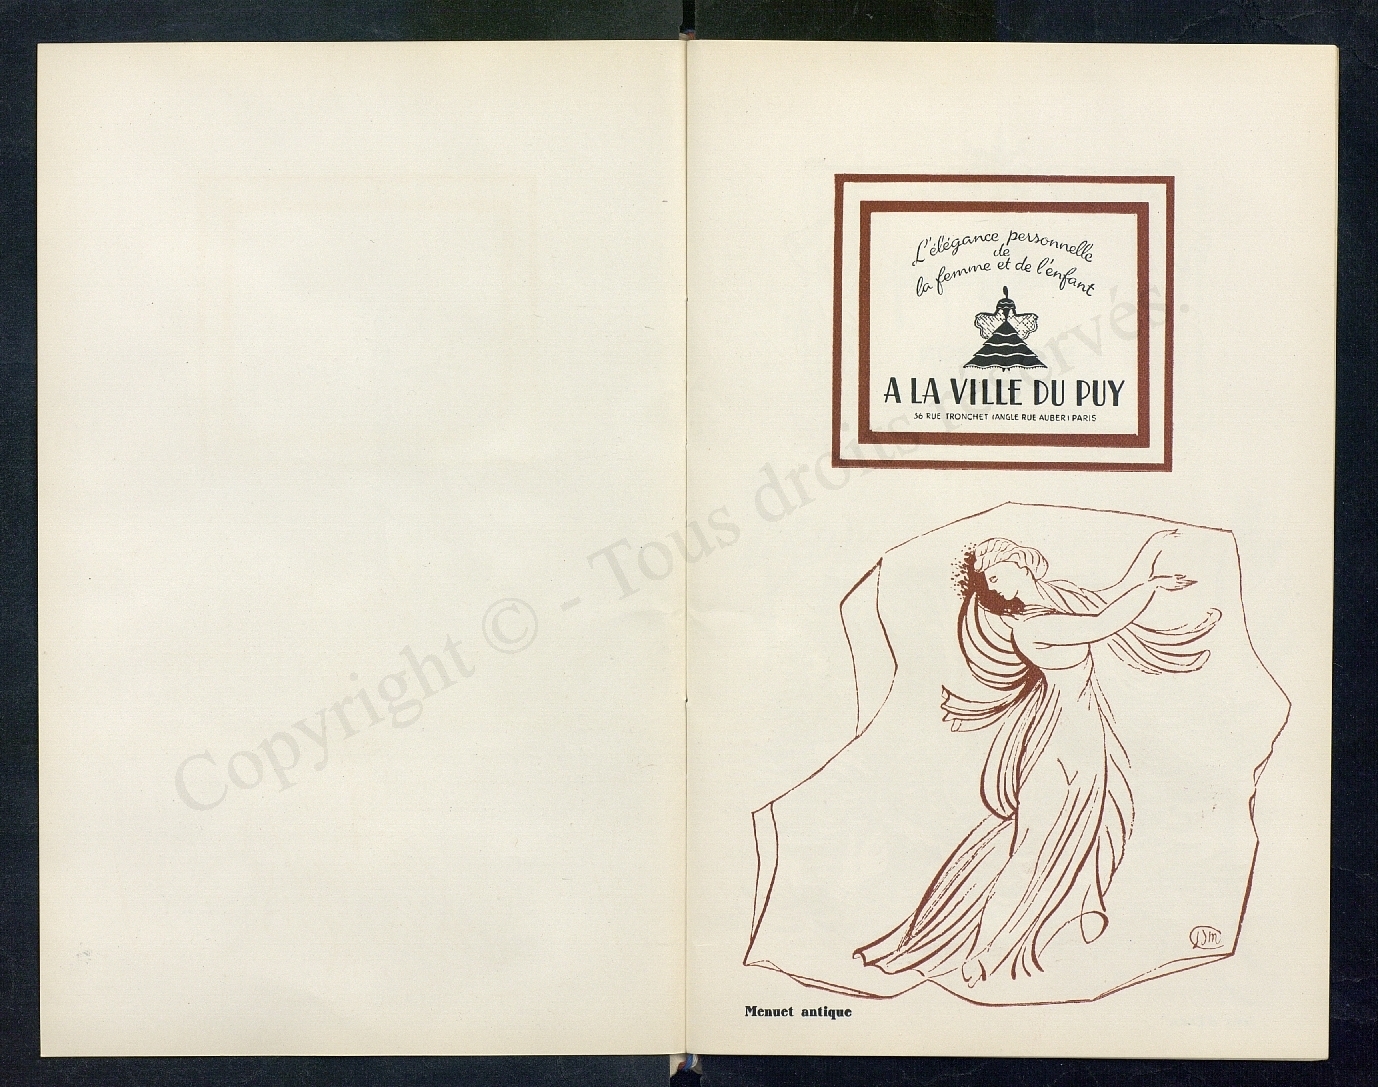 L'élégance personnelle
de
la femme et de l'enfant
A LA VILLE DU PUY
36 RUE TRONCHET (ANGLE RUE AUBER) PARIS
Copyright © - Tous droits réservés.
Menuet antique